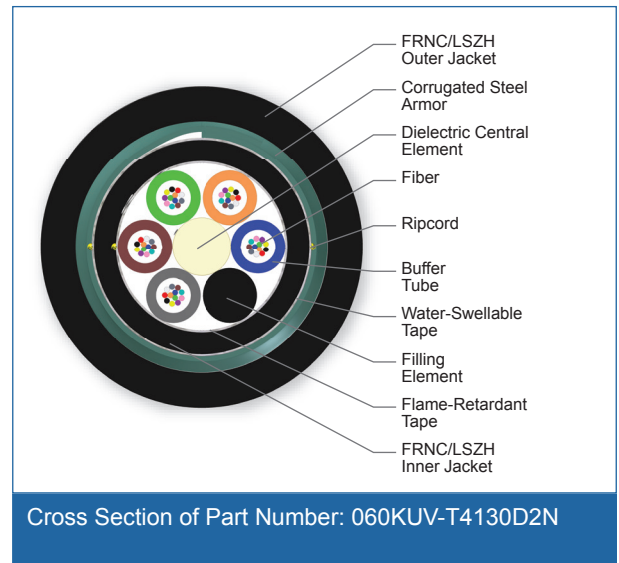 FRNC/LSZH
Outer Jacket
Corrugated Steel
Armor
Dielectric Central
Element
Fiber
Ripcord
Buffer
Tube
Water-Swellable
Tape
Filling
Element
Flame-Retardant
Tape
FRNC/LSZH
Inner Jacket
Cross Section of Part Number: 060KUV-T4130D2N